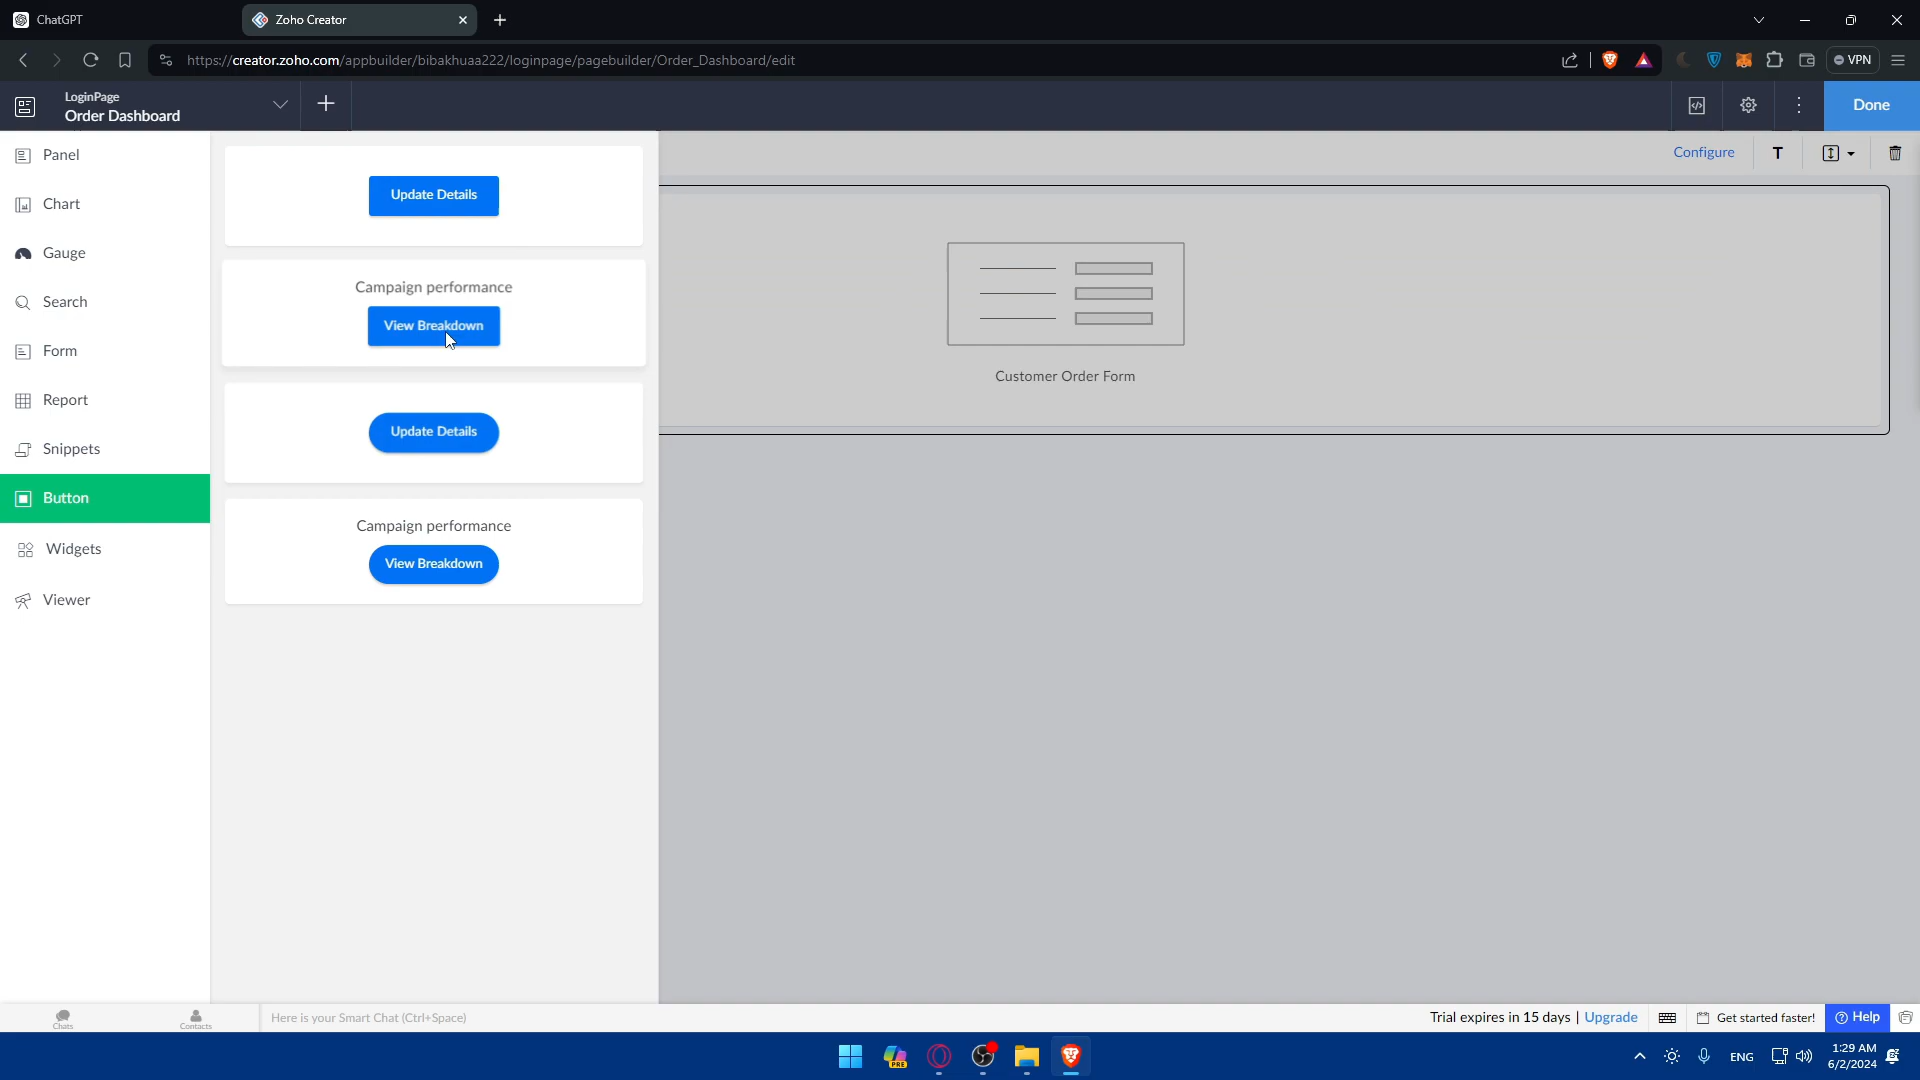 ChatGPT
Zoho Creator
https://creator.zoho.com/appbuilder/bibakhuaa222/loginpage/pagebuilder/Order_Dashboard/edit
VPN
LoginPage
Order Dashboard
Done
Panel
Chart
Gauge
Search
Form
Report
Snippets
Button
Widgets
Viewer
Update Details
Campaign performance
View Breakdown
Update Details
Campaign performance
View Breakdown
Configure
T
Customer Order Form
Chats
Contacts
Here is your Smart Chat (Ctrl+Space)
Trial expires in 15 days | Upgrade
Get started faster!
Help
PRE
ENG
1:29 AM
6/2/2024